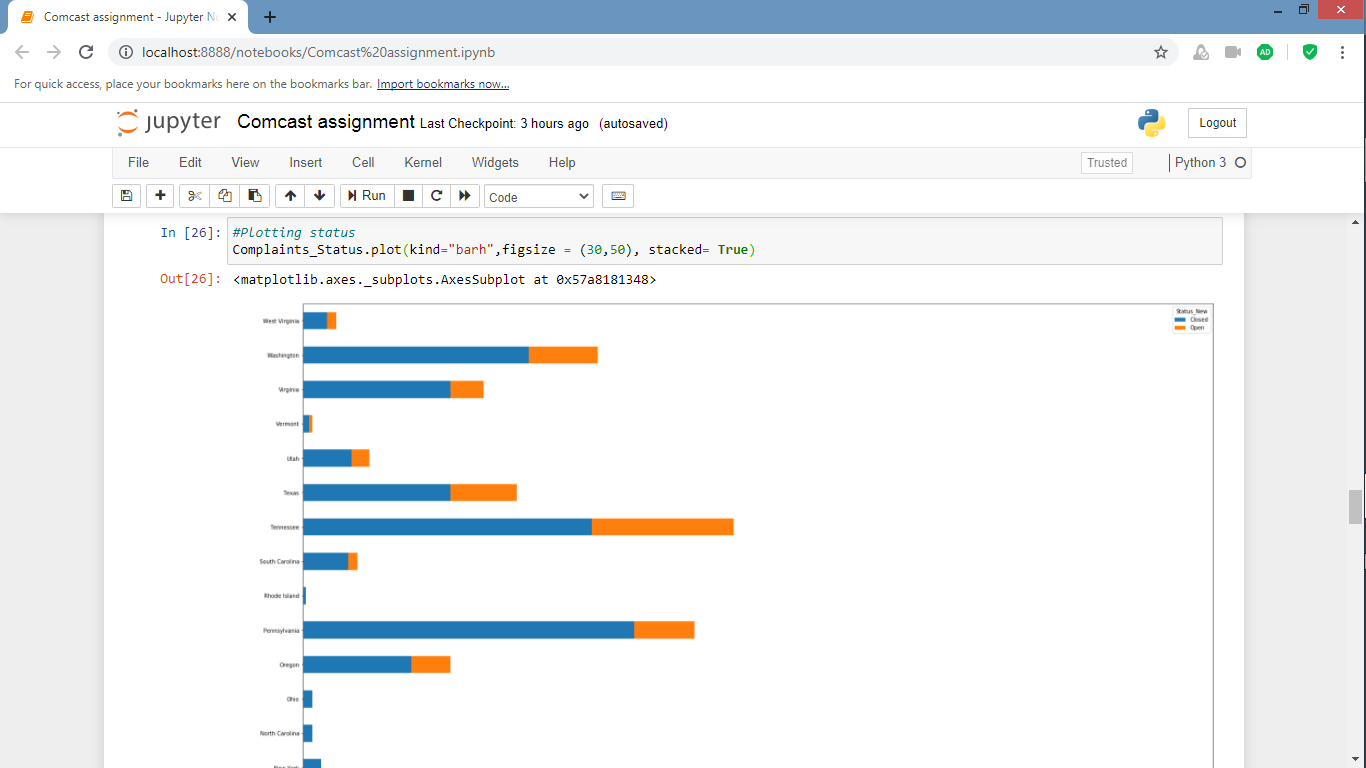 Comcast assignment - Jupyter No
localhost:8888/notebooks/Comcast%20assignment.ipynb
AD
For quick access, place your bookmarks here on the bookmarks bar. Import bookmarks now...
jupyter Comcast assignment Last Checkpoint: 3 hours ago (autosaved)
Logout
File Edit View Insert Cell Kernel Widgets Help
Trusted
Python 3
Run
Code
In [26]: #Plotting status
Complaints_Status.plot(kind="barh",figsize = (30,50), stacked= True)
Out[26]: <matplotlib.axes._subplots.AxesSubplot at 0x57a8181348>
Status_New
Closed
Open
West Virginia
Washington
Virginia
Vermont
Utah
Texas
Tennessee
South Carolina
Rhode Island
Pennsylvania
Oregon
Ohio
North Carolina
New York